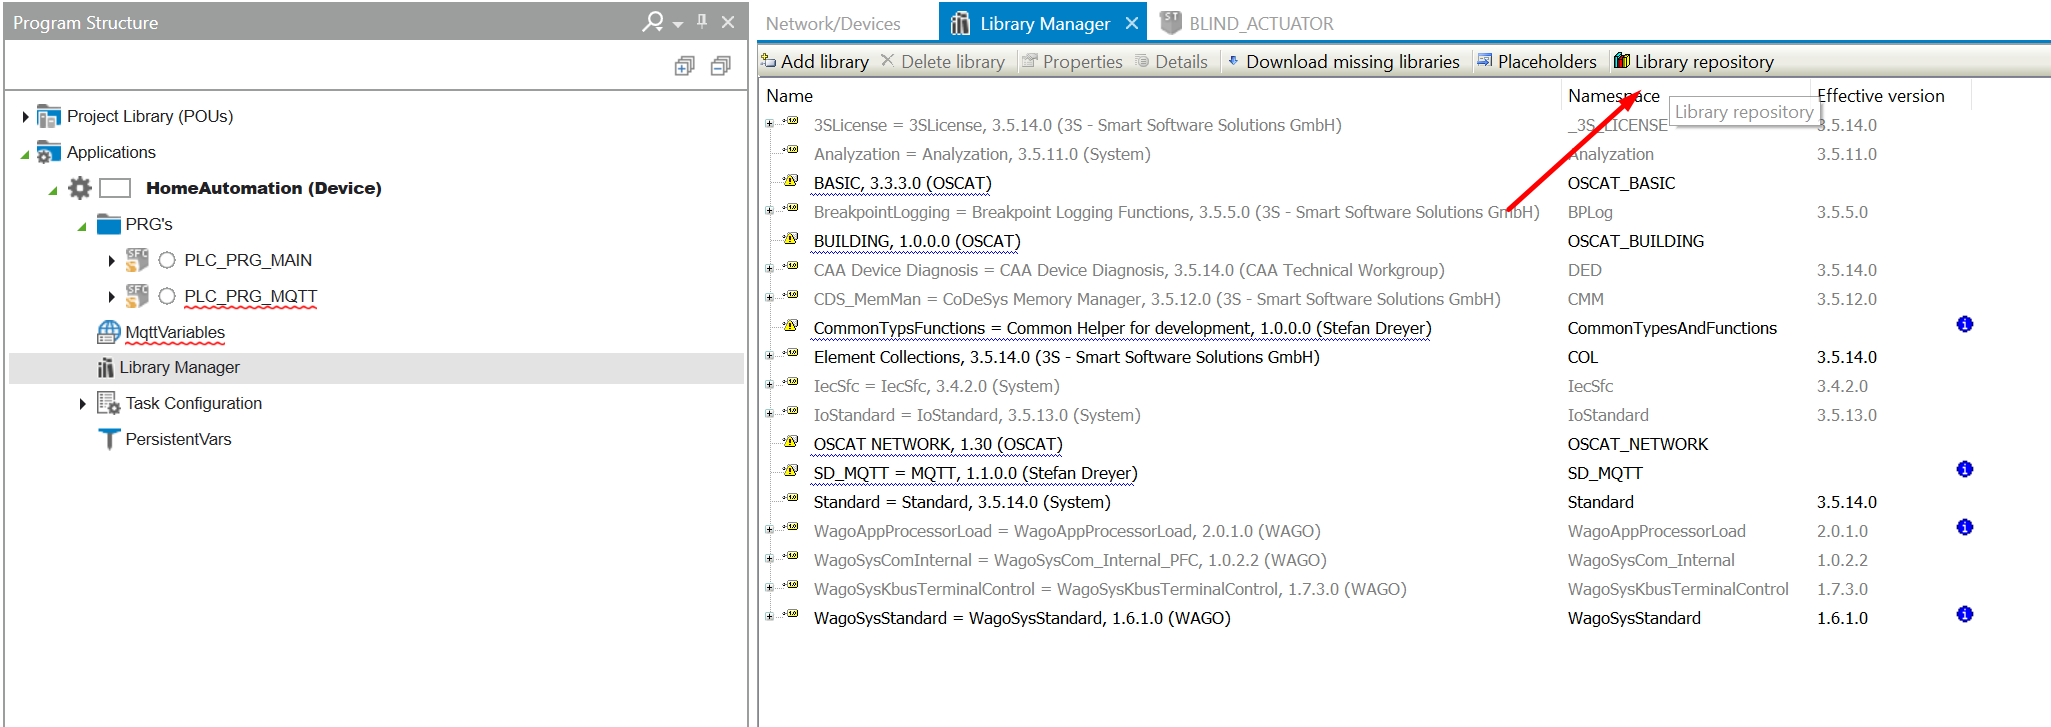 Program Structure
Project Library (POUs)
Applications
HomeAutomation (Device)
PRG's
PLC_PRG_MAIN
PLC_PRG_MQTT
MqttVariables
Library Manager
Task Configuration
PersistentVars
Network/Devices Library Manager BLIND_ACTUATOR
Add library Delete library Properties Details Download missing libraries Placeholders Library repository
Name Namespace Effective version
Library repository
3SLicense = 3SLicense, 3.5.14.0 (3S - Smart Software Solutions GmbH) _3S_LICENSE 3.5.14.0
Analyzation = Analyzation, 3.5.11.0 (System) Analyzation 3.5.11.0
BASIC, 3.3.3.0 (OSCAT) OSCAT_BASIC
BreakpointLogging = Breakpoint Logging Functions, 3.5.5.0 (3S - Smart Software Solutions GmbH) BPLog 3.5.5.0
BUILDING, 1.0.0.0 (OSCAT) OSCAT_BUILDING
CAA Device Diagnosis = CAA Device Diagnosis, 3.5.14.0 (CAA Technical Workgroup) DED 3.5.14.0
CDS_MemMan = CoDeSys Memory Manager, 3.5.12.0 (3S - Smart Software Solutions GmbH) CMM 3.5.12.0
CommonTypsFunctions = Common Helper for development, 1.0.0.0 (Stefan Dreyer) CommonTypesAndFunctions
Element Collections, 3.5.14.0 (3S - Smart Software Solutions GmbH) COL 3.5.14.0
IecSfc = IecSfc, 3.4.2.0 (System) IecSfc 3.4.2.0
IoStandard = IoStandard, 3.5.13.0 (System) IoStandard 3.5.13.0
OSCAT NETWORK, 1.30 (OSCAT) OSCAT_NETWORK
SD_MQTT = MQTT, 1.1.0.0 (Stefan Dreyer) SD_MQTT
Standard = Standard, 3.5.14.0 (System) Standard 3.5.14.0
WagoAppProcessorLoad = WagoAppProcessorLoad, 2.0.1.0 (WAGO) WagoAppProcessorLoad 2.0.1.0
WagoSysComInternal = WagoSysCom_Internal_PFC, 1.0.2.2 (WAGO) WagoSysCom_Internal 1.0.2.2
WagoSysKbusTerminalControl = WagoSysKbusTerminalControl, 1.7.3.0 (WAGO) WagoSysKbusTerminalControl 1.7.3.0
WagoSysStandard = WagoSysStandard, 1.6.1.0 (WAGO) WagoSysStandard 1.6.1.0